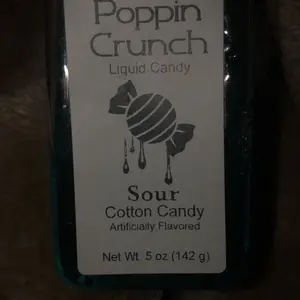 Poppin
Crunch
Liquid Candy
Sour
Cotton Candy
Artificially Flavored
Net Wt. 5 oz (142 g)